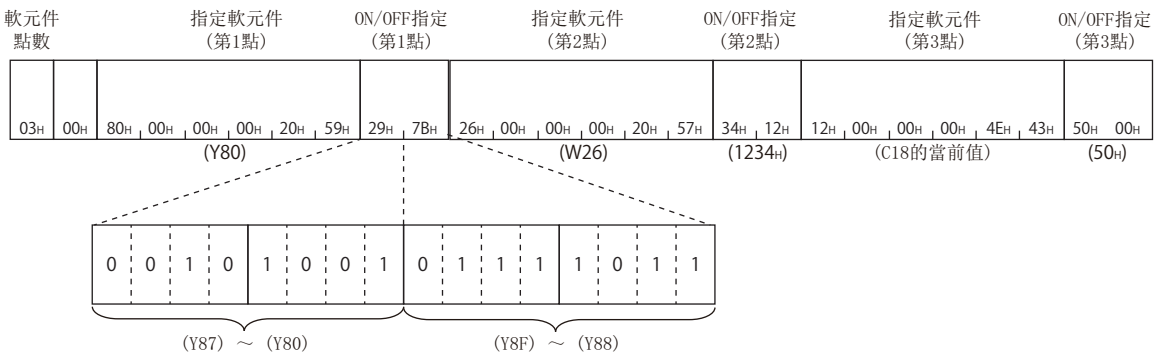 軟元件 指定軟元件 ON/OFF指定 指定軟元件 ON/OFF指定 指定軟元件 ON/OFF指定
點數 (第1點) (第1點) (第2點) (第2點) (第3點) (第3點)
03H 00H 80H 00H 00H 00H 20H 59H 29H 7BH 26H 00H 00H 00H 20H 57H 34H 12H 12H 00H 00H 00H 4EH 43H 50H 00H
(Y80) (W26) (1234H) (C18的當前值) (50H)
0 0 1 0 1 0 0 1 0 1 1 1 1 0 1 1
(Y87) ～ (Y80) (Y8F) ～ (Y88)